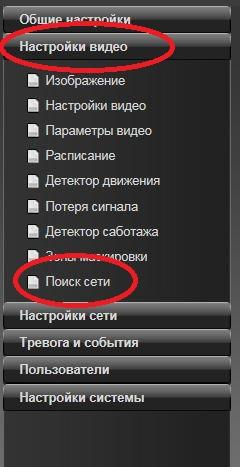 Общие настройки
Настройки видео
Изображение
Настройки видео
Параметры видео
Расписание
Детектор движения
Потеря сигнала
Детектор саботажа
Зоны маскировки
Поиск сети
Настройки сети
Тревога и события
Пользователи
Настройки системы